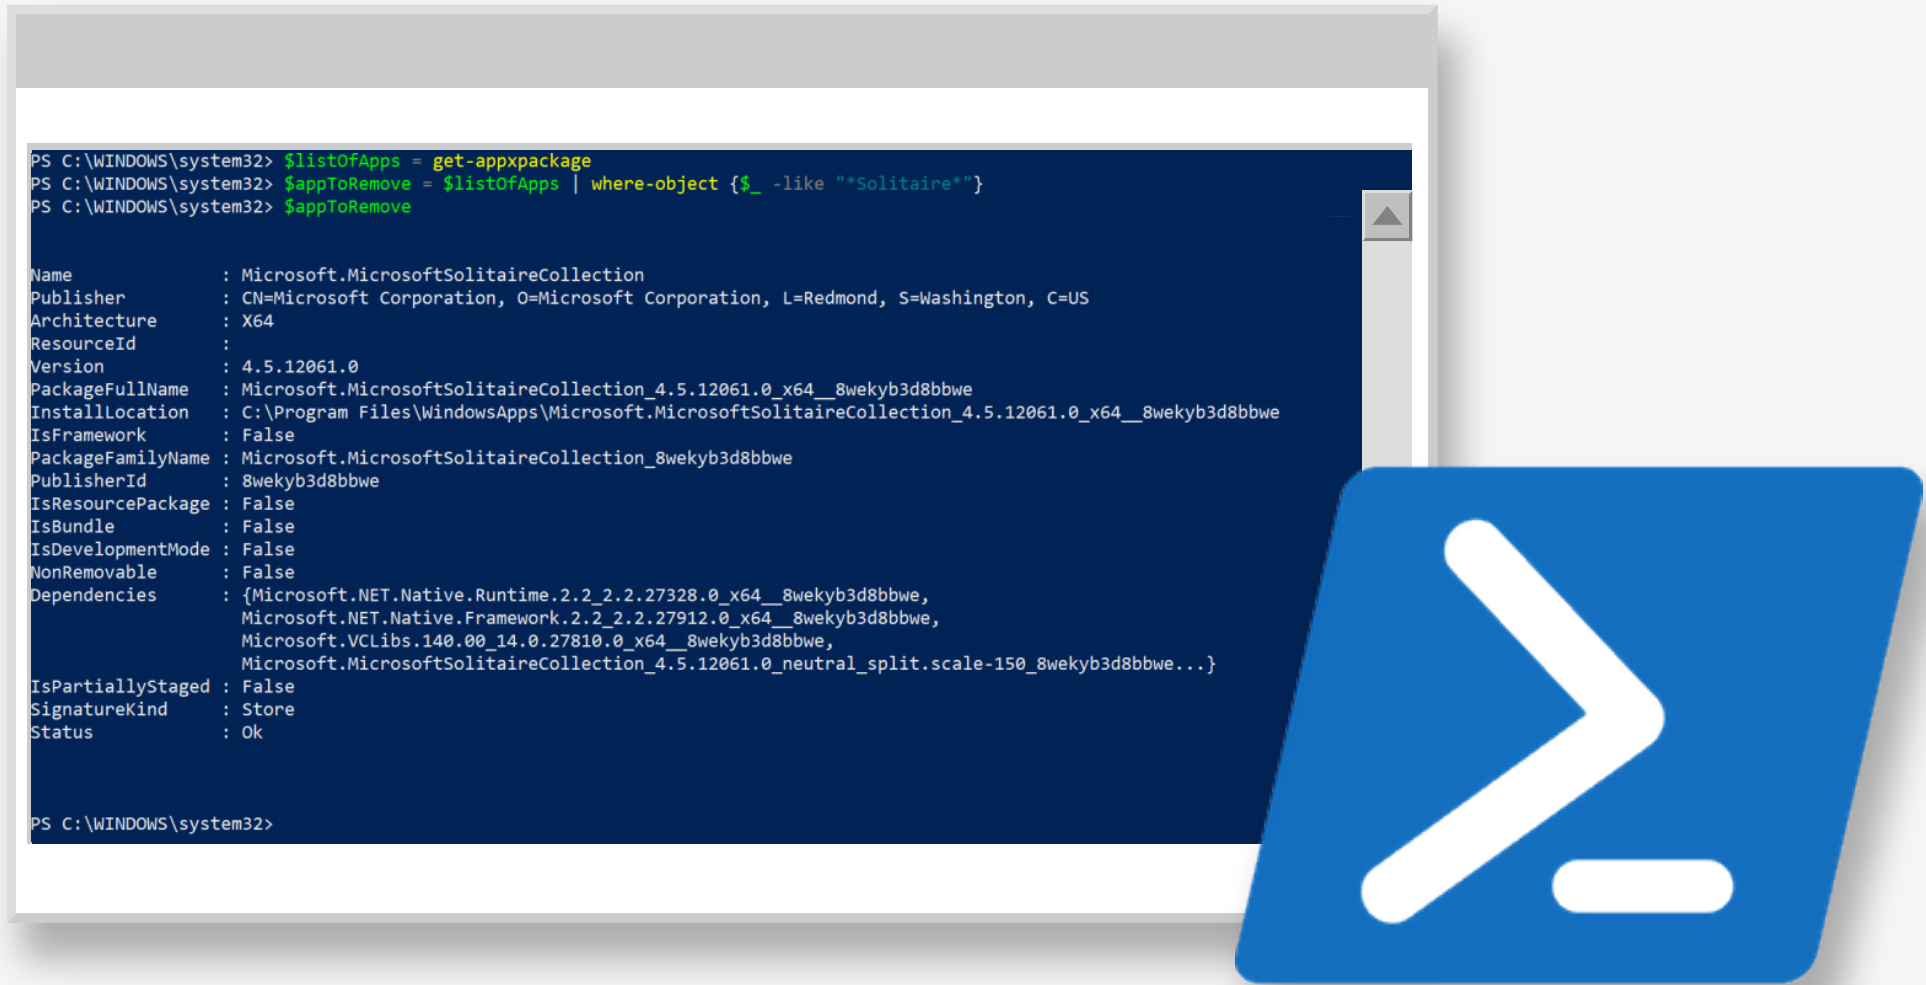 PS C:\WINDOWS\system32> $listOfApps = get-appxpackage
PS C:\WINDOWS\system32> $appToRemove = $listOfApps | where-object {$_ -like "*Solitaire*"}
PS C:\WINDOWS\system32> $appToRemove
Name              : Microsoft.MicrosoftSolitaireCollection
Publisher         : CN=Microsoft Corporation, O=Microsoft Corporation, L=Redmond, S=Washington, C=US
Architecture      : X64
ResourceId        :
Version           : 4.5.12061.0
PackageFullName   : Microsoft.MicrosoftSolitaireCollection_4.5.12061.0_x64__8wekyb3d8bbwe
InstallLocation   : C:\Program Files\WindowsApps\Microsoft.MicrosoftSolitaireCollection_4.5.12061.0_x64__8wekyb3d8bbwe
IsFramework       : False
PackageFamilyName : Microsoft.MicrosoftSolitaireCollection_8wekyb3d8bbwe
PublisherId       : 8wekyb3d8bbwe
IsResourcePackage : False
IsBundle          : False
IsDevelopmentMode : False
NonRemovable      : False
Dependencies      : {Microsoft.NET.Native.Runtime.2.2_2.2.27328.0_x64__8wekyb3d8bbwe,
                    Microsoft.NET.Native.Framework.2.2_2.2.27912.0_x64__8wekyb3d8bbwe,
                    Microsoft.VCLibs.140.00_14.0.27810.0_x64__8wekyb3d8bbwe,
                    Microsoft.MicrosoftSolitaireCollection_4.5.12061.0_neutral_split.scale-150_8wekyb3d8bbwe...}
IsPartiallyStaged : False
SignatureKind     : Store
Status            : Ok
PS C:\WINDOWS\system32>